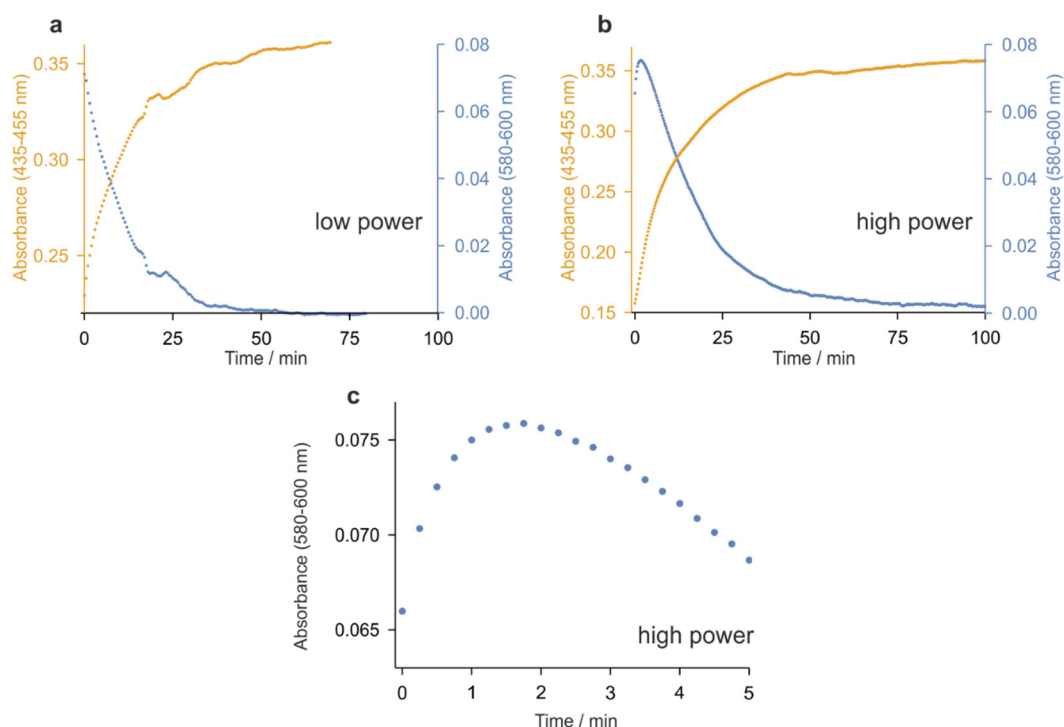 a
Absorbance (435-455 nm)
0.35
0.30
0.25
0.08
0.06
0.04
0.02
0.00
Absorbance (580-600 nm)
low power
0
25
50
75
100
Time / min
b
Absorbance (435-455 nm)
0.35
0.30
0.25
0.20
0.15
0.08
0.06
0.04
0.02
0.00
Absorbance (580-600 nm)
high power
0
25
50
75
100
Time / min
c
Absorbance (580-600 nm)
0.075
0.070
0.065
high power
0
1
2
3
4
5
Time / min